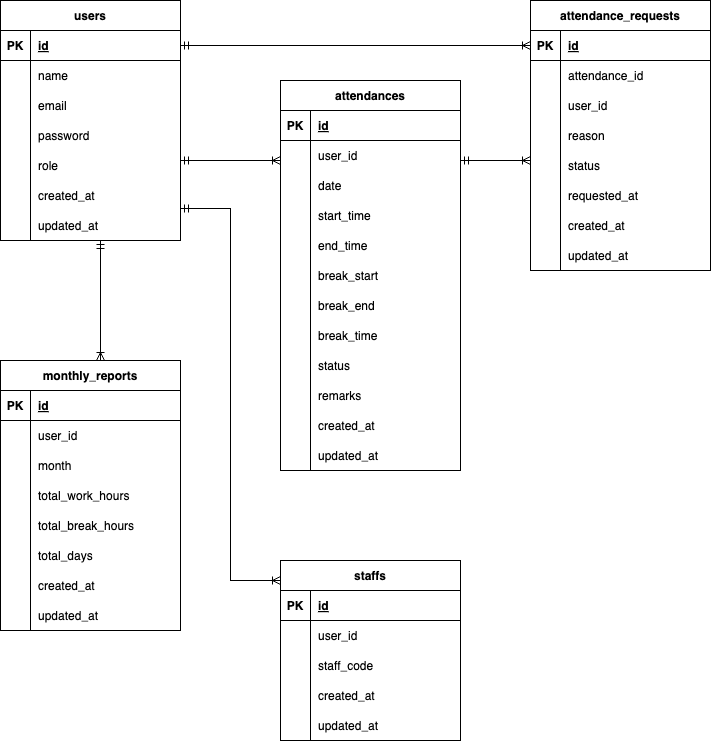 users
PK id
name
email
password
role
created_at
updated_at
attendance_requests
PK id
attendance_id
user_id
reason
status
requested_at
created_at
updated_at
attendances
PK id
user_id
date
start_time
end_time
break_start
break_end
break_time
status
remarks
created_at
updated_at
monthly_reports
PK id
user_id
month
total_work_hours
total_break_hours
total_days
created_at
updated_at
staffs
PK id
user_id
staff_code
created_at
updated_at